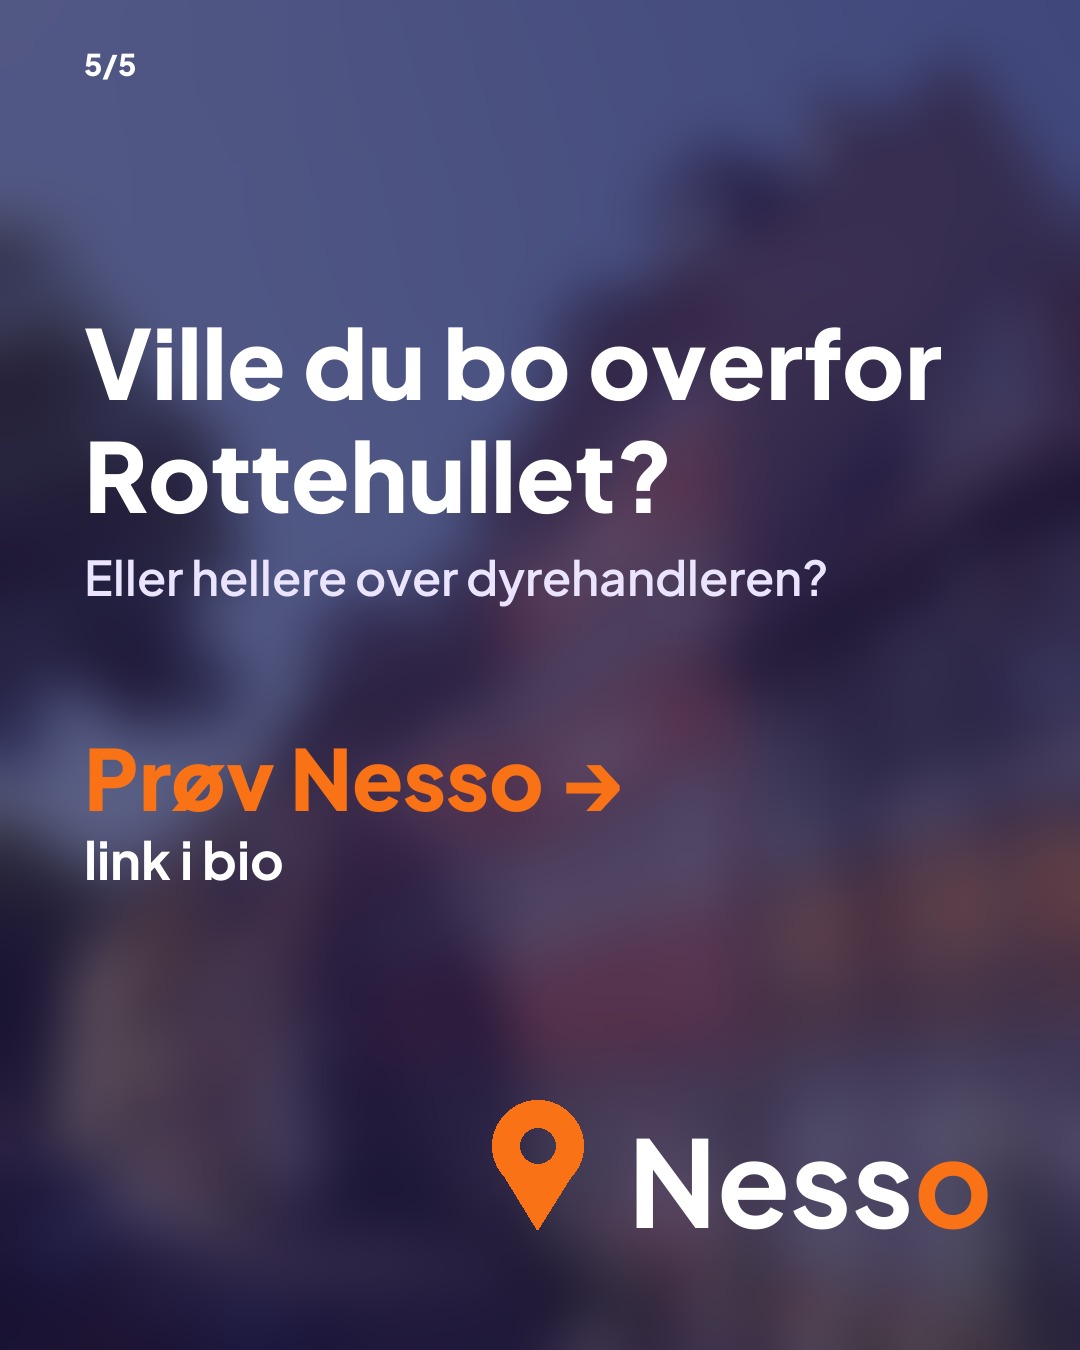 5/5
Ville du bo overfor
Rottehullet?
Eller hellere over dyrehandleren?
Prøv Nesso →
link i bio
Nesso